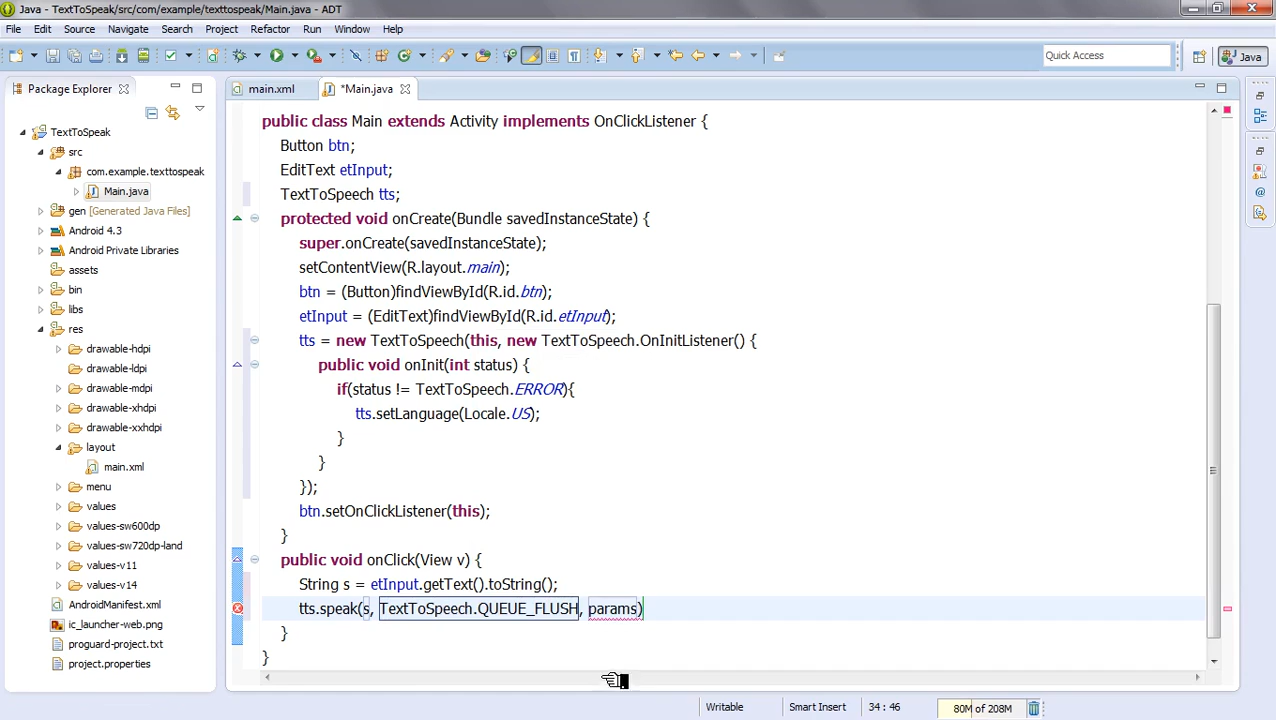 Java - TextToSpeak/src/com/example/texttospeak/Main.java - ADT
File Edit Source Navigate Search Project Refactor Run Window Help
Quick Access
Java
Package Explorer
main.xml
*Main.java
TextToSpeak
src
com.example.texttospeak
Main.java
gen [Generated Java Files]
Android 4.3
Android Private Libraries
assets
bin
libs
res
drawable-hdpi
drawable-ldpi
drawable-mdpi
drawable-xhdpi
drawable-xxhdpi
layout
main.xml
menu
values
values-sw600dp
values-sw720dp-land
values-v11
values-v14
AndroidManifest.xml
ic_launcher-web.png
proguard-project.txt
project.properties
public class Main extends Activity implements OnClickListener {
Button btn;
EditText etInput;
TextToSpeech tts;
protected void onCreate(Bundle savedInstanceState) {
super.onCreate(savedInstanceState);
setContentView(R.layout.main);
btn = (Button)findViewById(R.id.btn);
etInput = (EditText)findViewById(R.id.etInput);
tts = new TextToSpeech(this, new TextToSpeech.OnInitListener() {
public void onInit(int status) {
if(status != TextToSpeech.ERROR){
tts.setLanguage(Locale.US);
}
}
});
btn.setOnClickListener(this);
}
public void onClick(View v) {
String s = etInput.getText().toString();
tts.speak(s, TextToSpeech.QUEUE_FLUSH, params)
}
}
Writable
Smart Insert
34 : 46
80M of 208M